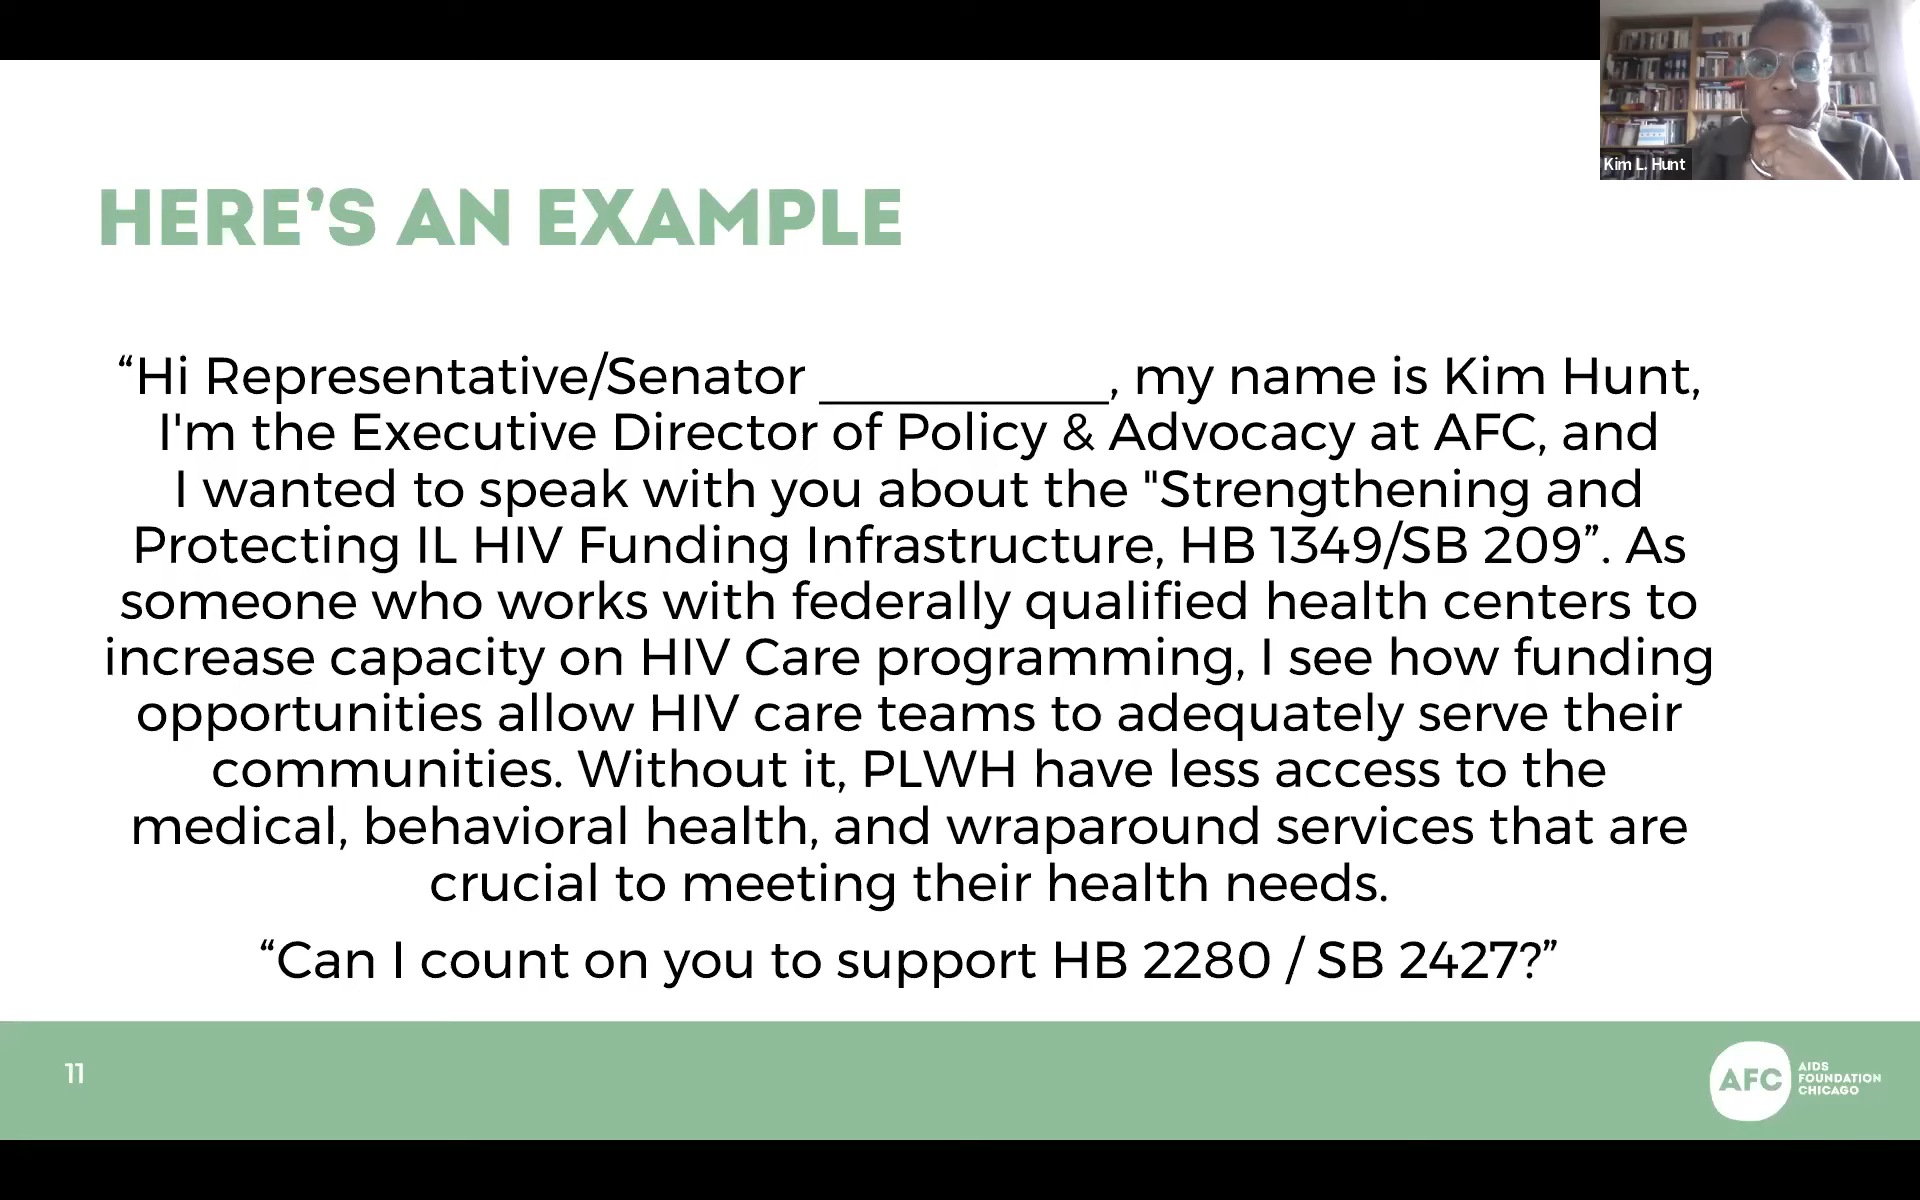 Kim L. Hunt
HERE’S AN EXAMPLE
“Hi Representative/Senator ___________, my name is Kim Hunt,
I'm the Executive Director of Policy & Advocacy at AFC, and
I wanted to speak with you about the "Strengthening and
Protecting IL HIV Funding Infrastructure, HB 1349/SB 209”. As
someone who works with federally qualified health centers to
increase capacity on HIV Care programming, I see how funding
opportunities allow HIV care teams to adequately serve their
communities. Without it, PLWH have less access to the
medical, behavioral health, and wraparound services that are
crucial to meeting their health needs.
“Can I count on you to support HB 2280 / SB 2427?”
11
AFC
AIDS
FOUNDATION
CHICAGO